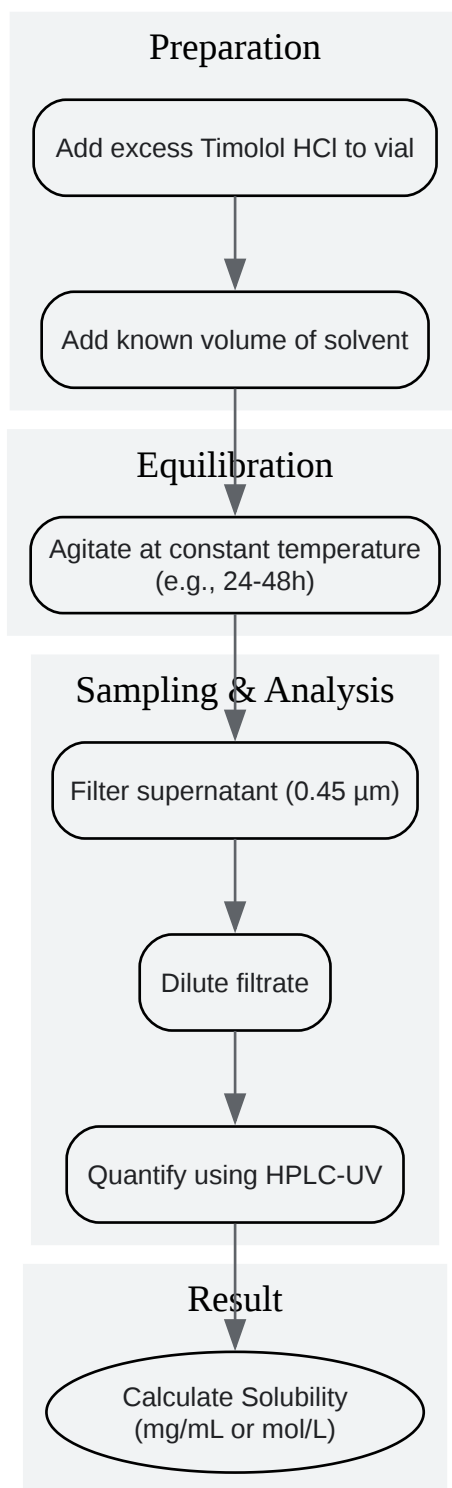 Preparation
Add excess Timolol HCl to vial
Add known volume of solvent
Equilibration
Agitate at constant temperature
(e.g., 24-48h)
Sampling & Analysis
Filter supernatant (0.45 µm)
Dilute filtrate
Quantify using HPLC-UV
Result
Calculate Solubility
(mg/mL or mol/L)